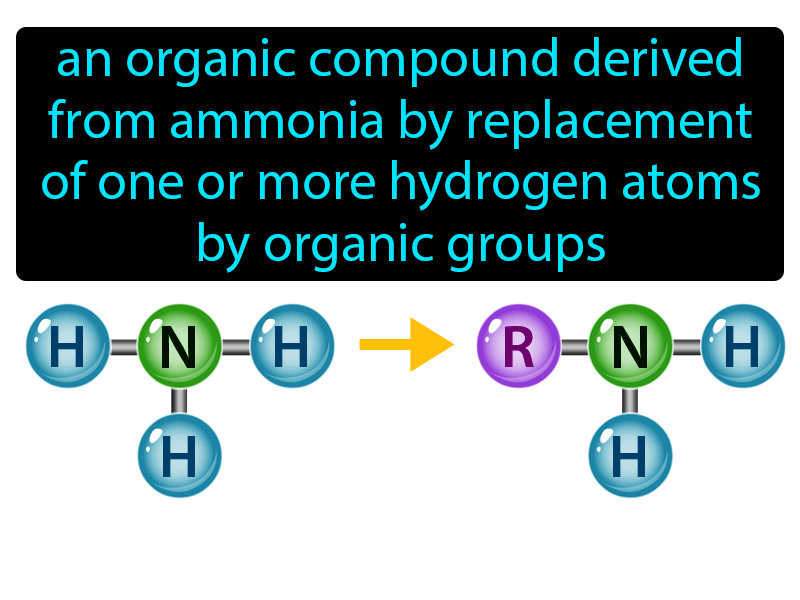 an organic compound derived
from ammonia by replacement
of one or more hydrogen atoms
by organic groups
H N H R N H
H H